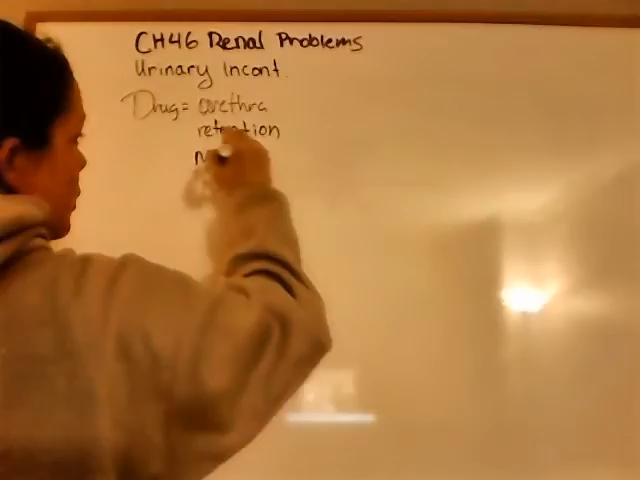 CH46 Renal Problems
Urinary Incont.
Drug = urethra
retention